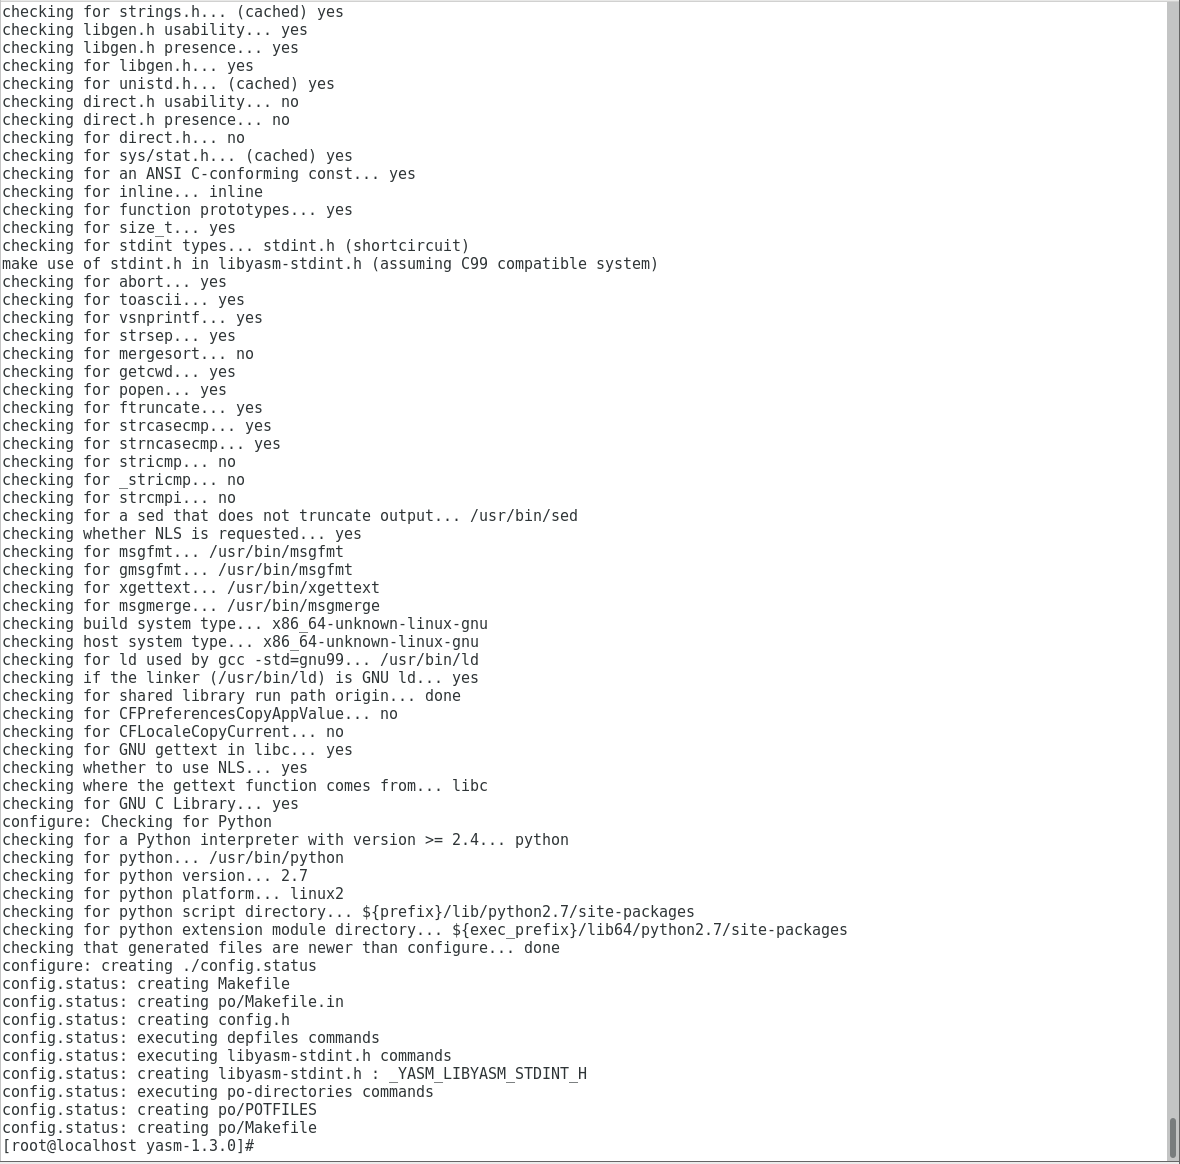 checking for strings.h... (cached) yes
checking libgen.h usability... yes
checking libgen.h presence... yes
checking for libgen.h... yes
checking for unistd.h... (cached) yes
checking direct.h usability... no
checking direct.h presence... no
checking for direct.h... no
checking for sys/stat.h... (cached) yes
checking for an ANSI C-conforming const... yes
checking for inline... inline
checking for function prototypes... yes
checking for size_t... yes
checking for stdint types... stdint.h (shortcircuit)
make use of stdint.h in libyasm-stdint.h (assuming C99 compatible system)
checking for abort... yes
checking for toascii... yes
checking for vsnprintf... yes
checking for strsep... yes
checking for mergesort... no
checking for getcwd... yes
checking for popen... yes
checking for ftruncate... yes
checking for strcasecmp... yes
checking for strncasecmp... yes
checking for stricmp... no
checking for _stricmp... no
checking for strcmpi... no
checking for a sed that does not truncate output... /usr/bin/sed
checking whether NLS is requested... yes
checking for msgfmt... /usr/bin/msgfmt
checking for gmsgfmt... /usr/bin/msgfmt
checking for xgettext... /usr/bin/xgettext
checking for msgmerge... /usr/bin/msgmerge
checking build system type... x86_64-unknown-linux-gnu
checking host system type... x86_64-unknown-linux-gnu
checking for ld used by gcc -std=gnu99... /usr/bin/ld
checking if the linker (/usr/bin/ld) is GNU ld... yes
checking for shared library run path origin... done
checking for CFPreferencesCopyAppValue... no
checking for CFLocaleCopyCurrent... no
checking for GNU gettext in libc... yes
checking whether to use NLS... yes
checking where the gettext function comes from... libc
checking for GNU C Library... yes
configure: Checking for Python
checking for a Python interpreter with version >= 2.4... python
checking for python... /usr/bin/python
checking for python version... 2.7
checking for python platform... linux2
checking for python script directory... ${prefix}/lib/python2.7/site-packages
checking for python extension module directory... ${exec_prefix}/lib64/python2.7/site-packages
checking that generated files are newer than configure... done
configure: creating ./config.status
config.status: creating Makefile
config.status: creating po/Makefile.in
config.status: creating config.h
config.status: executing depfiles commands
config.status: executing libyasm-stdint.h commands
config.status: creating libyasm-stdint.h : _YASM_LIBYASM_STDINT_H
config.status: executing po-directories commands
config.status: creating po/POTFILES
config.status: creating po/Makefile
[root@localhost yasm-1.3.0]#